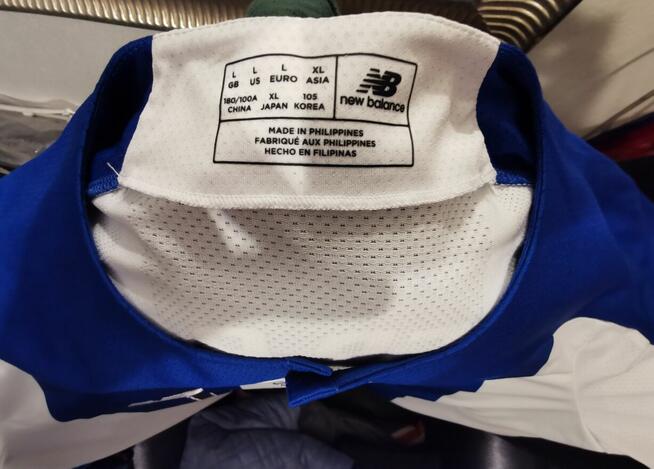 L L L XL
GB US EURO ASIA
180/100A XL 105
CHINA JAPAN KOREA
NB
new balance
MADE IN PHILIPPINES
FABRIQUÉ AUX PHILIPPINES
HECHO EN FILIPINAS